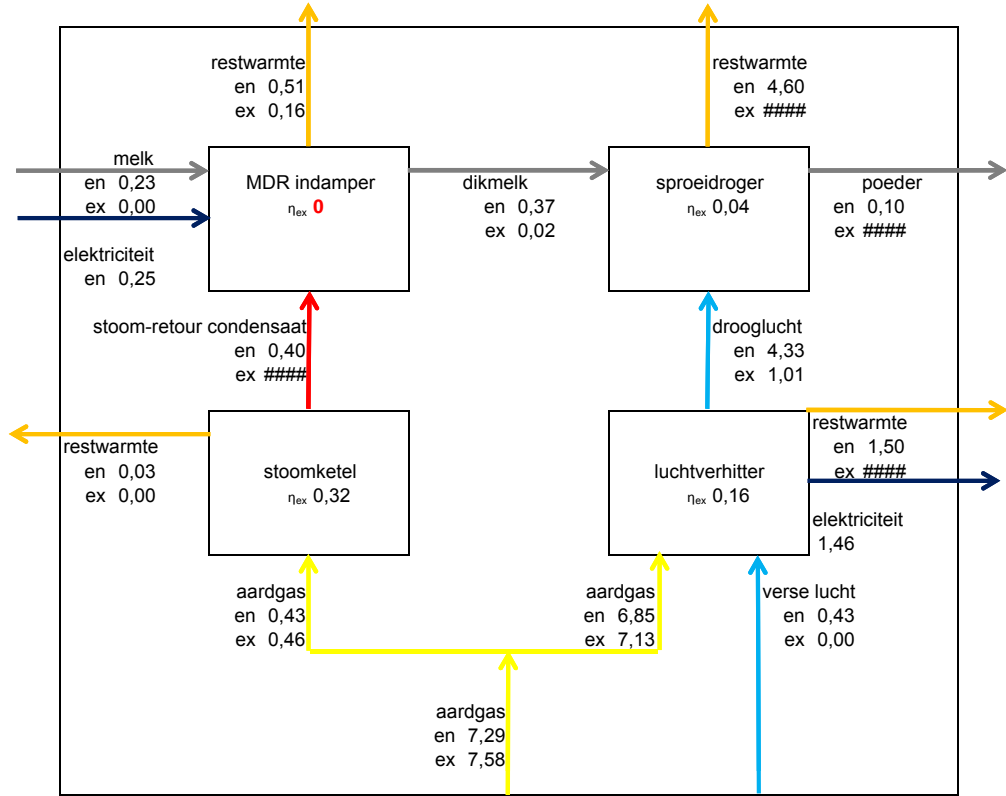 restwarmte
en 0,51
ex 0,16
restwarmte
en 4,60
ex ####
melk
en 0,23
ex 0,00
elektriciteit
en 0,25
MDR indamper
ηex 0
dikmelk
en 0,37
ex 0,02
sproeidroger
ηex 0,04
poeder
en 0,10
ex ####
stoom-retour condensaat
en 0,40
ex ####
drooglucht
en 4,33
ex 1,01
restwarmte
en 0,03
ex 0,00
stoomketel
ηex 0,32
luchtverhitter
ηex 0,16
restwarmte
en 1,50
ex ####
elektriciteit
1,46
aardgas
en 0,43
ex 0,46
aardgas
en 6,85
ex 7,13
verse lucht
en 0,43
ex 0,00
aardgas
en 7,29
ex 7,58